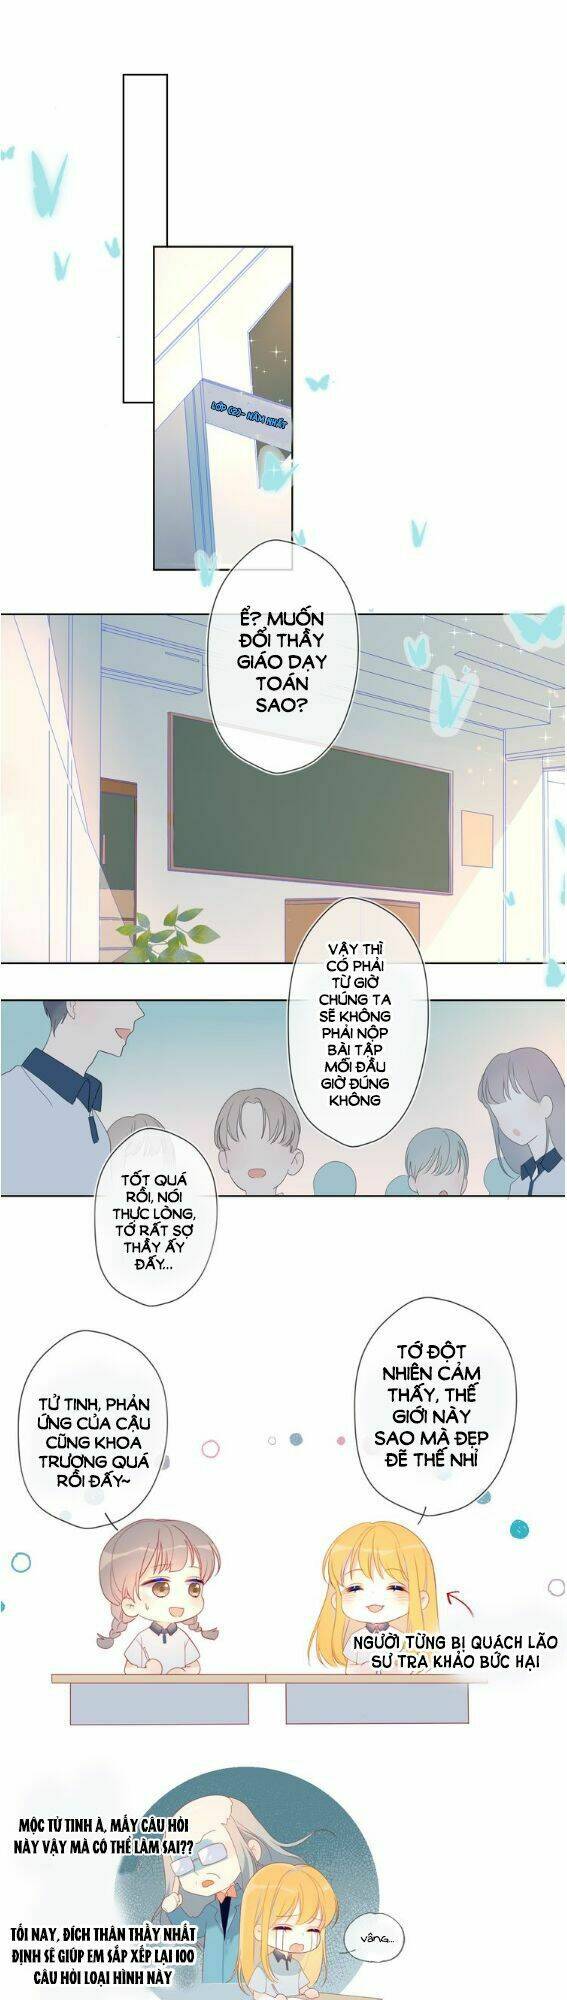 LỚP (2)- NĂM NHẤT
Ể? MUỐN
ĐỔI THẦY
GIÁO DẠY
TOÁN
SAO?
VẬY THÌ
CÓ PHẢI
TỪ GIỜ
CHÚNG TA
SẼ KHÔNG
PHẢI NỘP
BÀI TẬP
MỖI ĐẦU
GIỜ ĐÚNG
KHÔNG
TỐT QUÁ
RỒI, NÓI
THỰC LÒNG,
TỚ RẤT SỢ
THẦY ẤY
ĐẤY...
TỚ ĐỘT
NHIÊN CẢM
THẤY, THẾ
GIỚI NÀY
SAO MÀ ĐẸP
ĐẼ THẾ NHỈ
TỬ TINH, PHẢN
ỨNG CỦA CẬU
CŨNG KHOA
TRƯƠNG QUÁ
RỒI ĐẤY~
NGƯỜI TỪNG BỊ QUÁCH LÃO
SƯ TRA KHẢO BỨC HẠI
MỘC TỬ TINH À, MẤY CÂU HỎI
NÀY VẬY MÀ CÓ THỂ LÀM SAI??
TỐI NAY, ĐÍCH THÂN THẦY NHẤT
ĐỊNH SẼ GIÚP EM SẮP XẾP LẠI 100
CÂU HỎI LOẠI HÌNH NÀY
VÂNG...